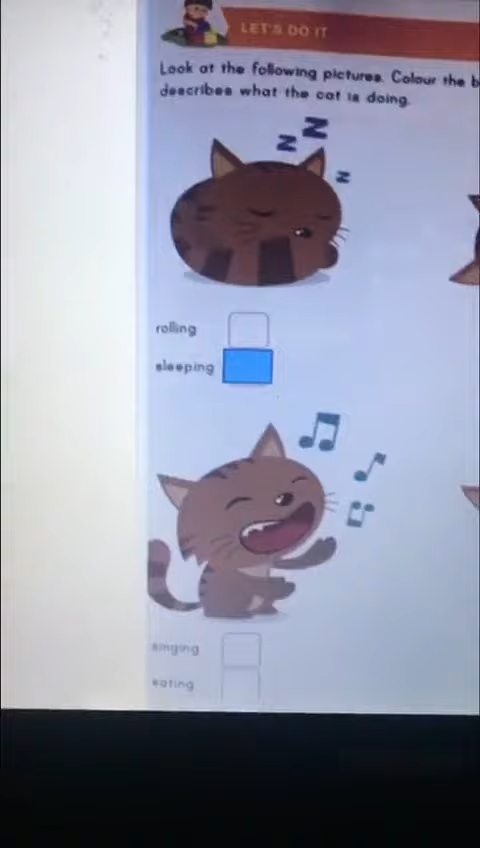 LET'S DO IT
Look at the following pictures. Colour the b
describes what the cat is doing.
z Z z
rolling
sleeping
singing
eating